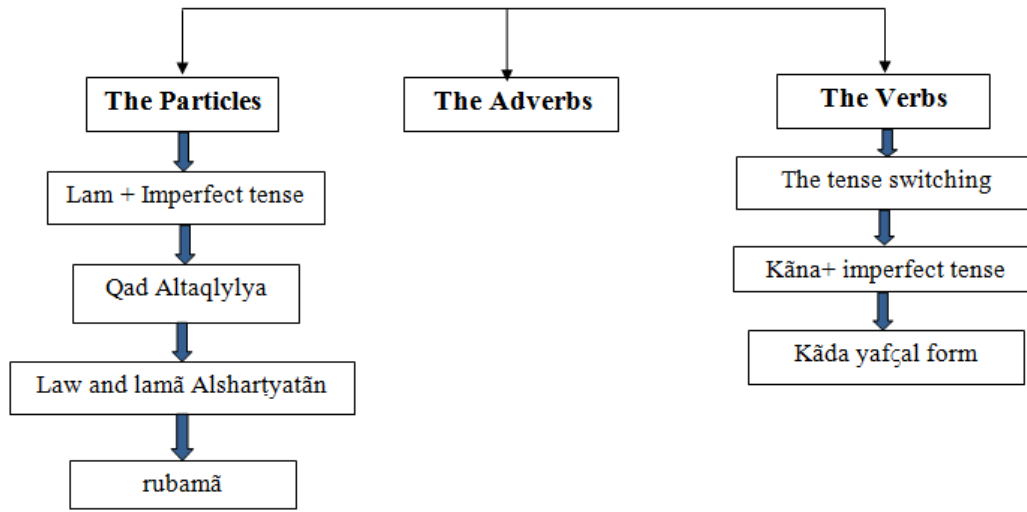 The Particles
The Adverbs
The Verbs
Lam + Imperfect tense
Qad Altaqlylya
Law and lamã Alsharṭyatãn
rubamã
The tense switching
Kãna+ imperfect tense
Kãda yafçal form